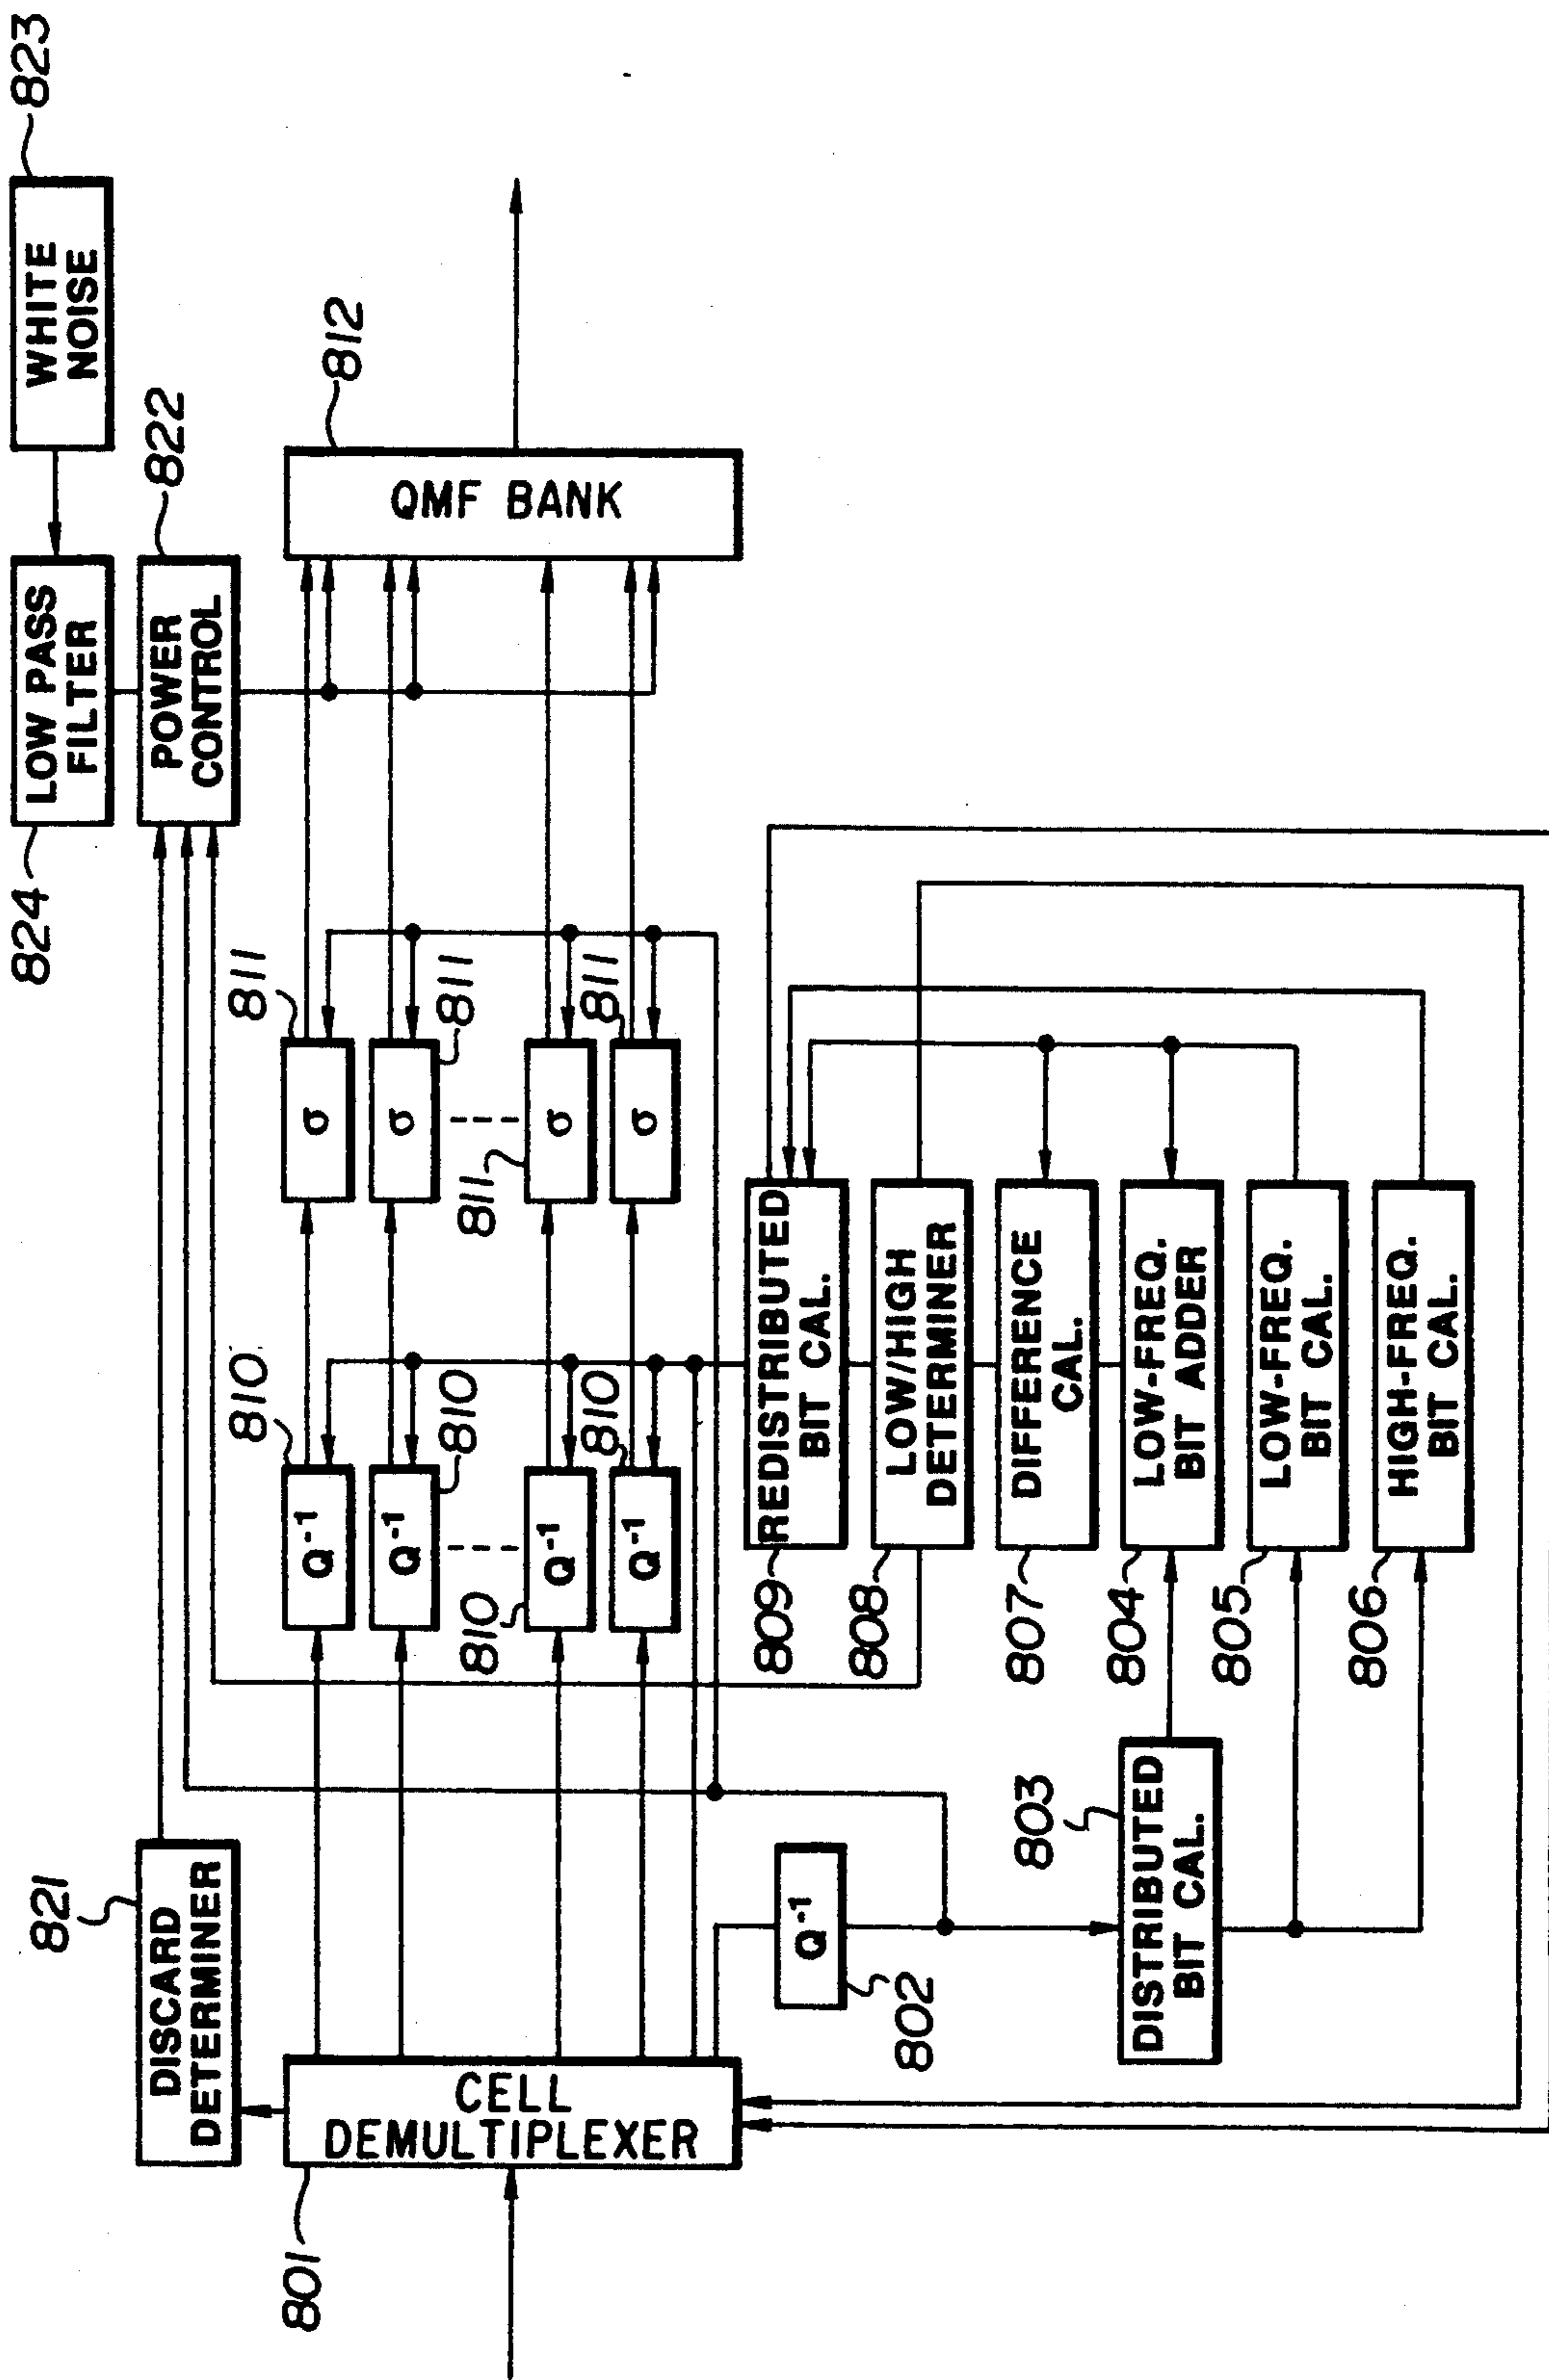 823
WHITE
NOISE
824
LOW PASS
FILTER
822
POWER
CONTROL
821
DISCARD
DETERMINER
812
QMF BANK
801
CELL
DEMULTIPLEXER
810
Q⁻¹
811
σ
810
Q⁻¹
811
σ
810
Q⁻¹
811
σ
810
Q⁻¹
811
σ
802
Q⁻¹
809
REDISTRIBUTED
BIT CAL.
808
LOW/HIGH
DETERMINER
807
DIFFERENCE
CAL.
803
DISTRIBUTED
BIT CAL.
804
LOW-FREQ.
BIT ADDER
805
LOW-FREQ.
BIT CAL.
806
HIGH-FREQ.
BIT CAL.